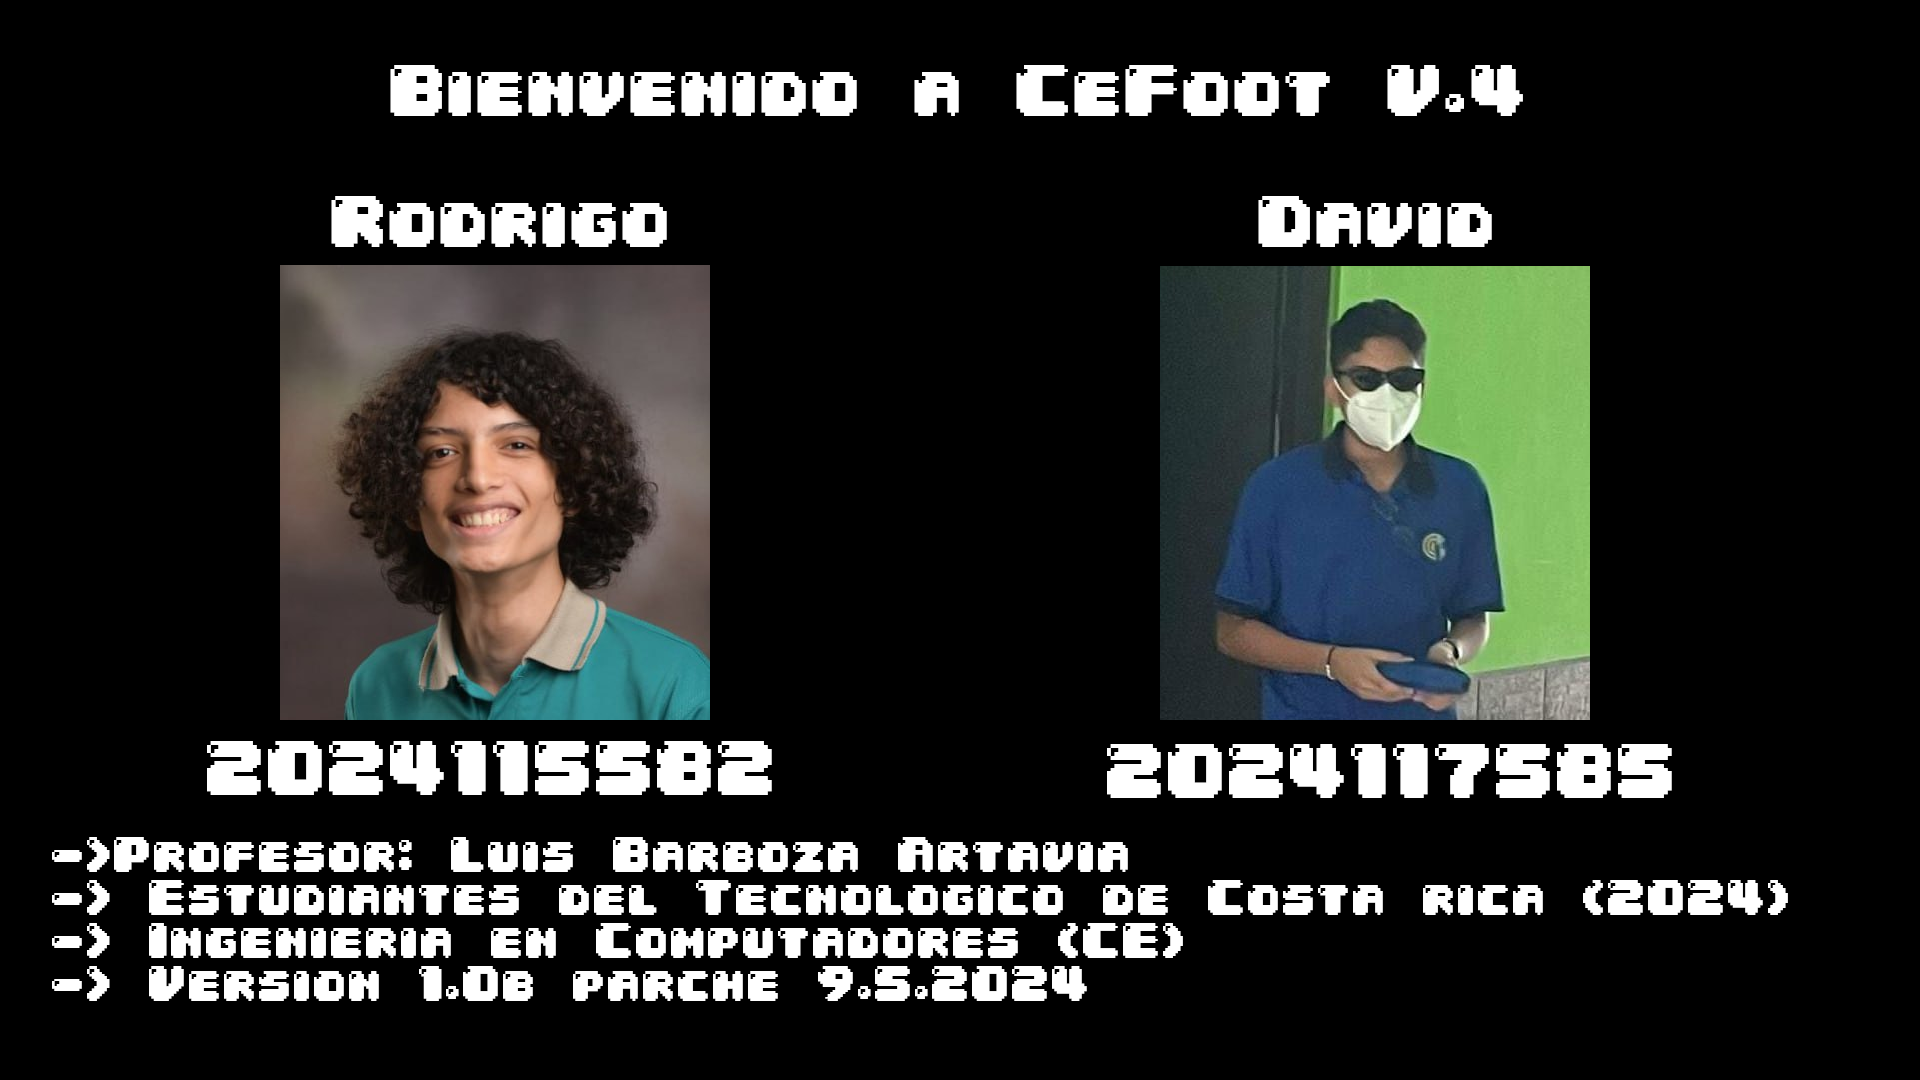 Bienvenido a CeFoot V.4
Rodrigo
David
2024115582
2024117585
->Profesor: Luis Barboza Artavia
-> Estudiantes del Tecnologico de Costa rica (2024)
-> Ingenieria en Computadores (CE)
-> Version 1.0b parche 9.5.2024